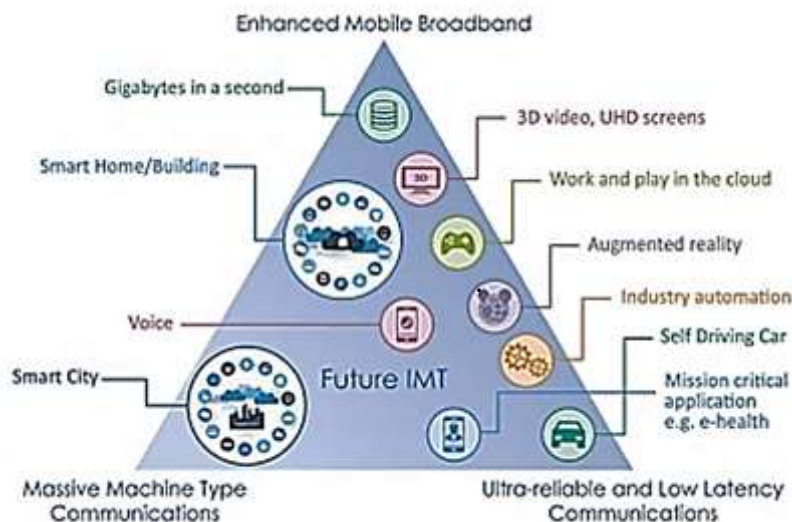 Enhanced Mobile Broadband
Gigabytes in a second
3D video, UHD screens
Smart Home/Building
3D
Work and play in the cloud
Augmented reality
Industry automation
Voice
Self Driving Car
Smart City
Future IMT
Mission critical
application
e.g. e-health
Massive Machine Type
Communications
Ultra-reliable and Low Latency
Communications